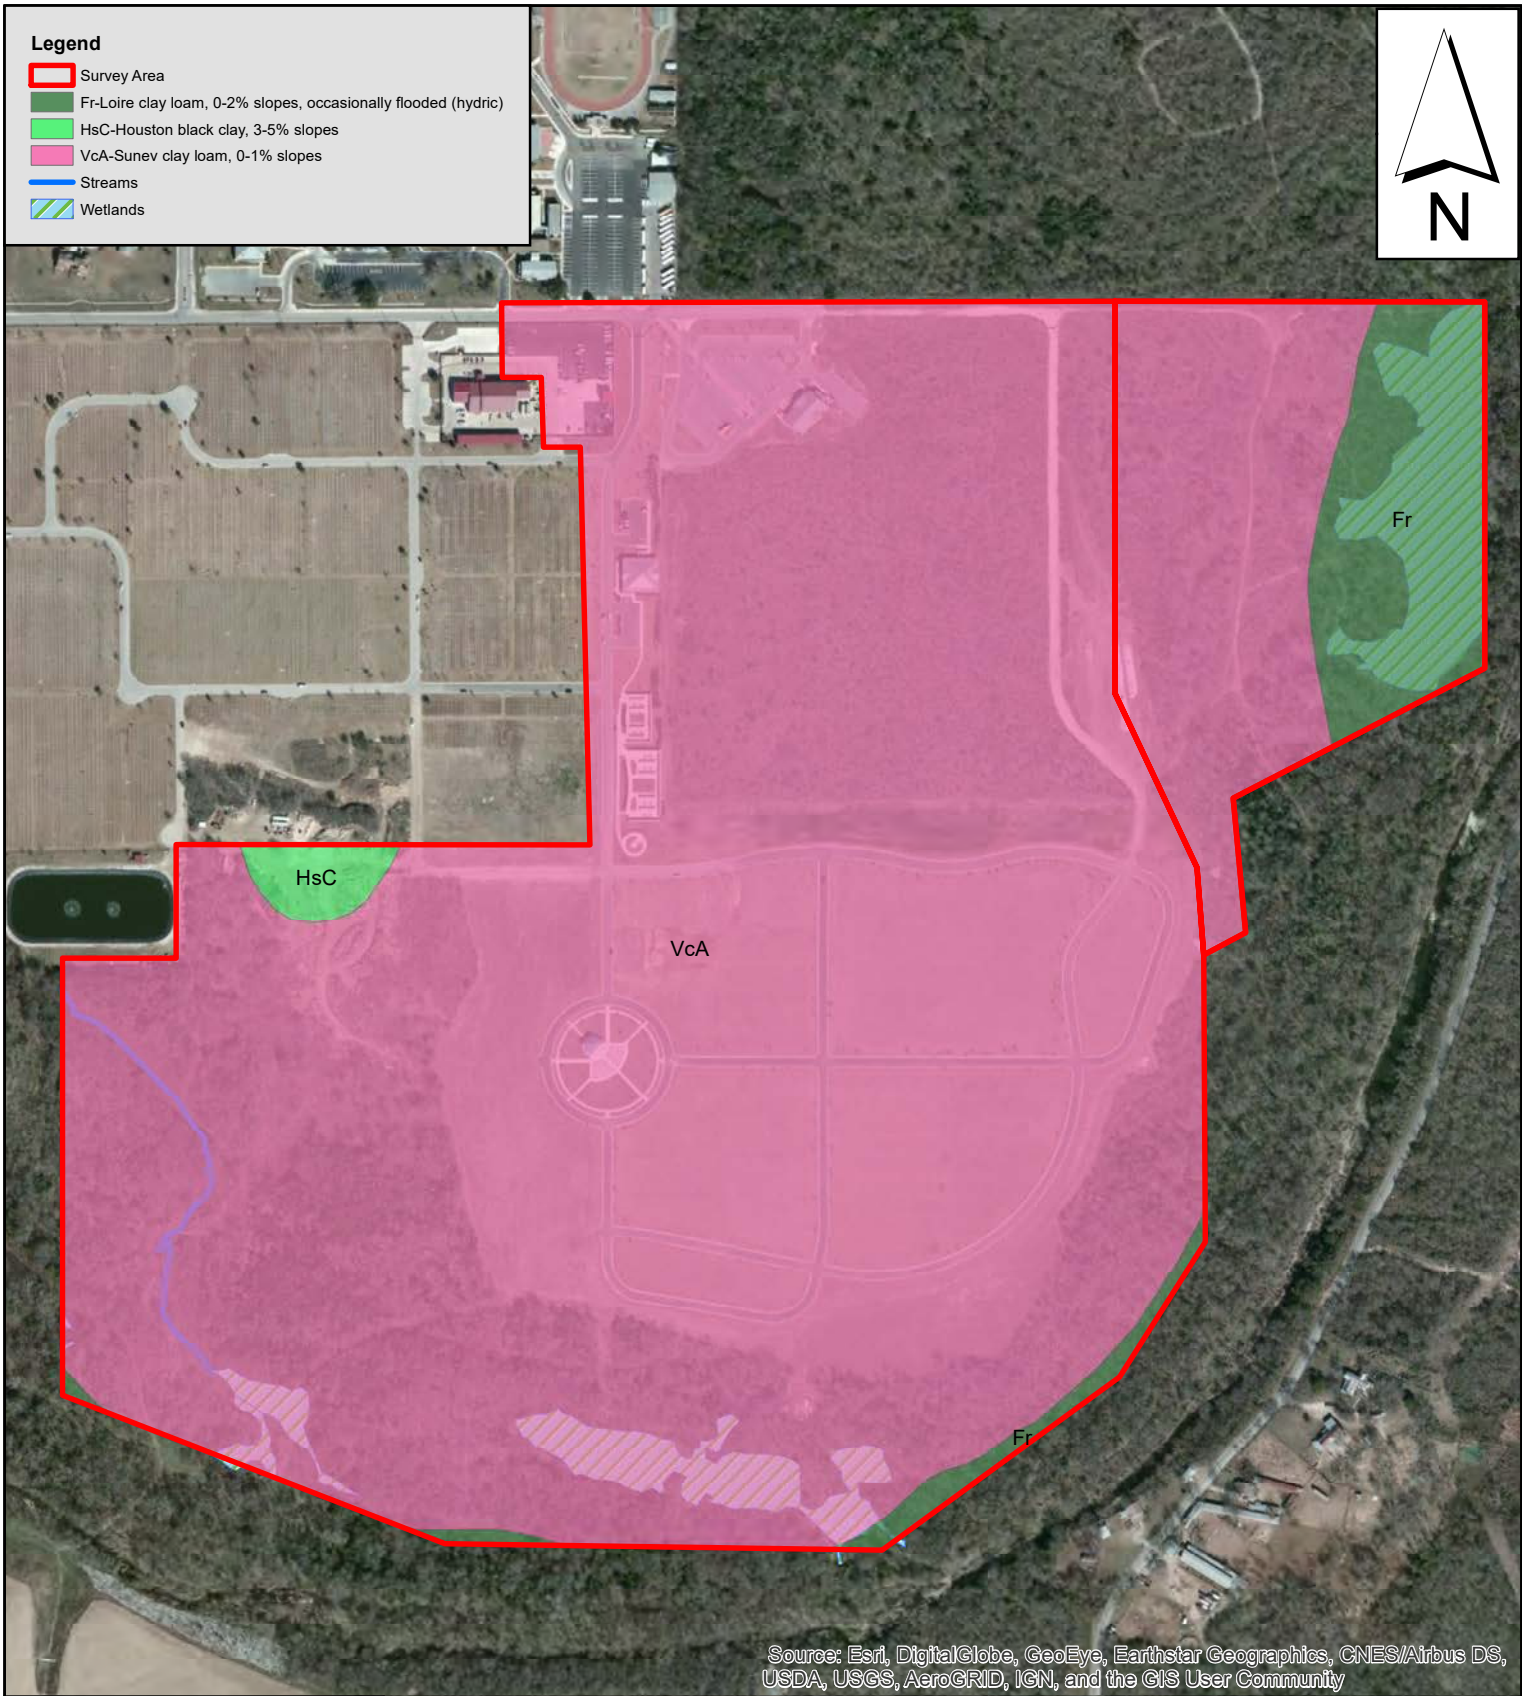 Legend
Survey Area
Fr-Loire clay loam, 0-2% slopes, occasionally flooded (hydric)
HsC-Houston black clay, 3-5% slopes
VcA-Sunev clay loam, 0-1% slopes
Streams
Wetlands
N
Fr
HsC
VcA
Fr
Source: Esri, DigitalGlobe, GeoEye, Earthstar Geographics, CNES/Airbus DS,
USDA, USGS, AeroGRID, IGN, and the GIS User Community